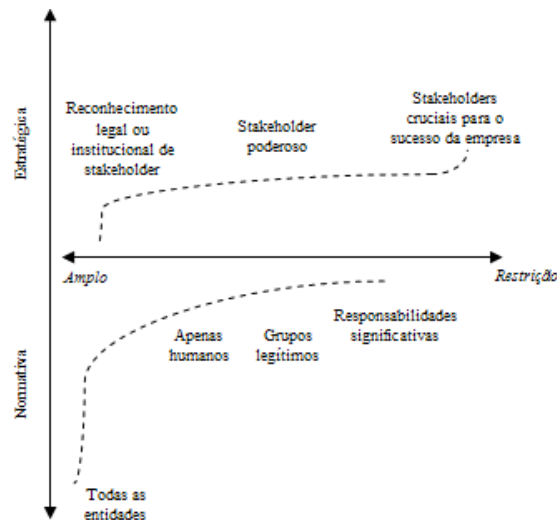 Estratégica
Reconhecimento
legal ou
institucional de
stakeholder
Stakeholder
poderoso
Stakeholders
cruciais para o
sucesso da empresa
Amplo
Restrição
Normativa
Apenas
humanos
Grupos
legítimos
Responsabilidades
significativas
Todas as
entidades